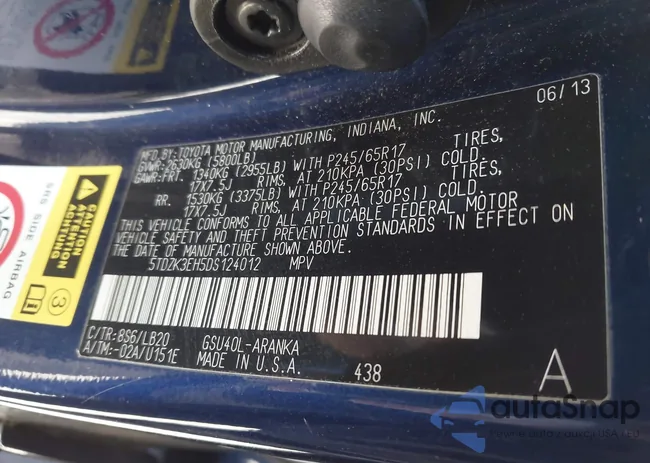 06/13
MFD. BY:TOYOTA MOTOR MANUFACTURING, INDIANA, INC.
GVWR:2630KG (5800LB)
GAWR:FRT. 1340KG (2955LB) WITH P245/65R17 TIRES,
17X7.5J RIMS, AT 210KPA (30PSI) COLD.
RR. 1530KG (3375LB) WITH P245/65R17 TIRES,
17X7.5J RIMS, AT 210KPA (30PSI) COLD.
THIS VEHICLE CONFORMS TO ALL APPLICABLE FEDERAL MOTOR
VEHICLE SAFETY AND THEFT PREVENTION STANDARDS IN EFFECT ON
THE DATE OF MANUFACTURE SHOWN ABOVE.
5TDZK3EH5DS124012 MPV
C/TR:8S6/LB20 GSU40L-ARANKA
A/TM:-02A/U151E MADE IN U.S.A. 438
A
SRS SIDE AIRBAG
CAUTION
ATTENTION
ACHTUNG
3
autoSnap